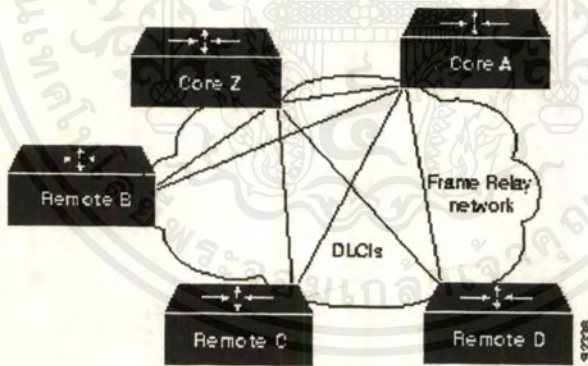 Core Z
Core A
Remote B
Frame Relay
network
DLCIs
Remote C
Remote D